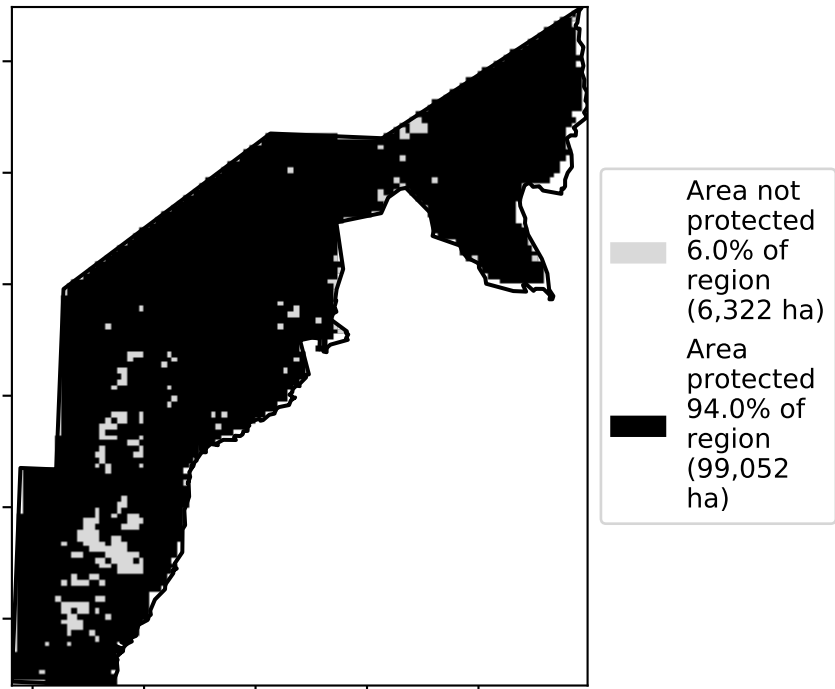 Area not
protected
6.0% of
region
(6,322 ha)
Area
protected
94.0% of
region
(99,052
ha)